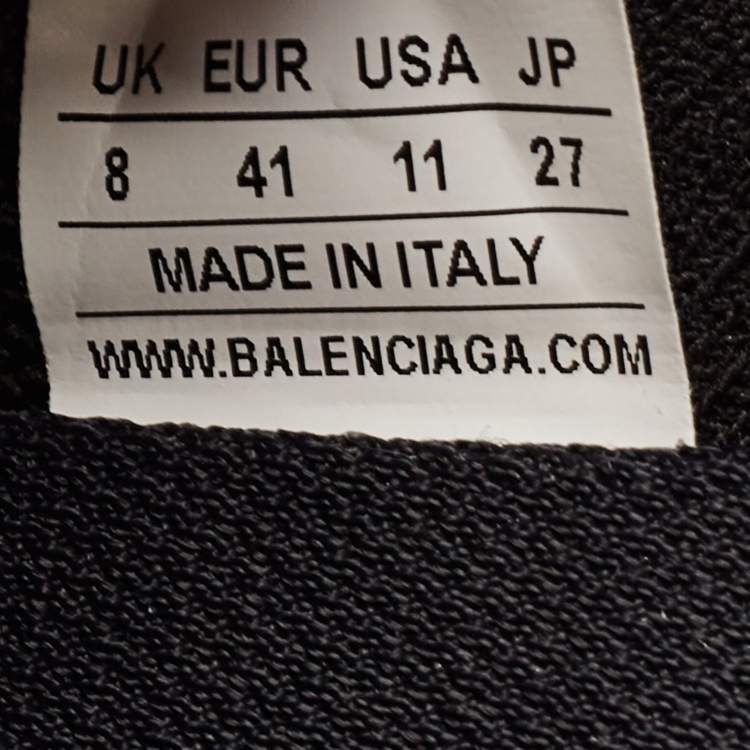 UK EUR USA JP
8 41 11 27
MADE IN ITALY
WWW.BALENCIAGA.COM